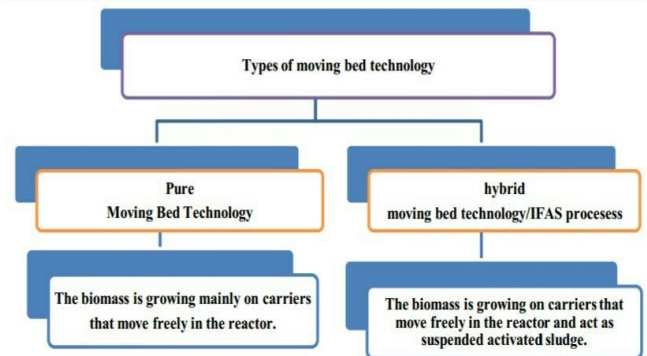 Types of moving bed technology
Pure
Moving Bed Technology
hybrid
moving bed technology/IFAS procesess
The biomass is growing mainly on carriers
that move freely in the reactor.
The biomass is growing on carriers that
move freely in the reactor and act as
suspended activated sludge.